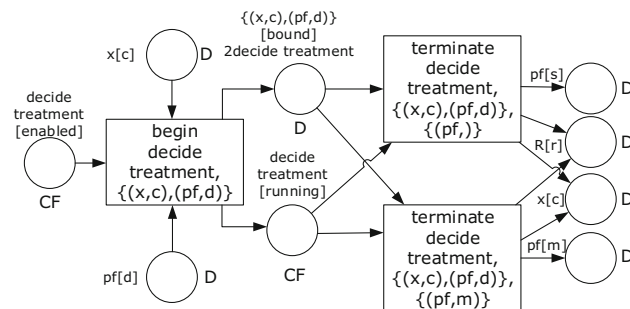 x[c]
D
decide
treatment
[enabled]
CF
begin
decide
treatment,
{(x,c),(pf,d)}
pf[d]
D
{(x,c),(pf,d)}
[bound]
2decide treatment
D
decide
treatment
[running]
CF
terminate
decide
treatment,
{(x,c),(pf,d)},
{(pf,)}
terminate
decide
treatment,
{(x,c),(pf,d)},
{(pf,m)}
pf[s]
D
R[r]
D
x[c]
D
pf[m]
D